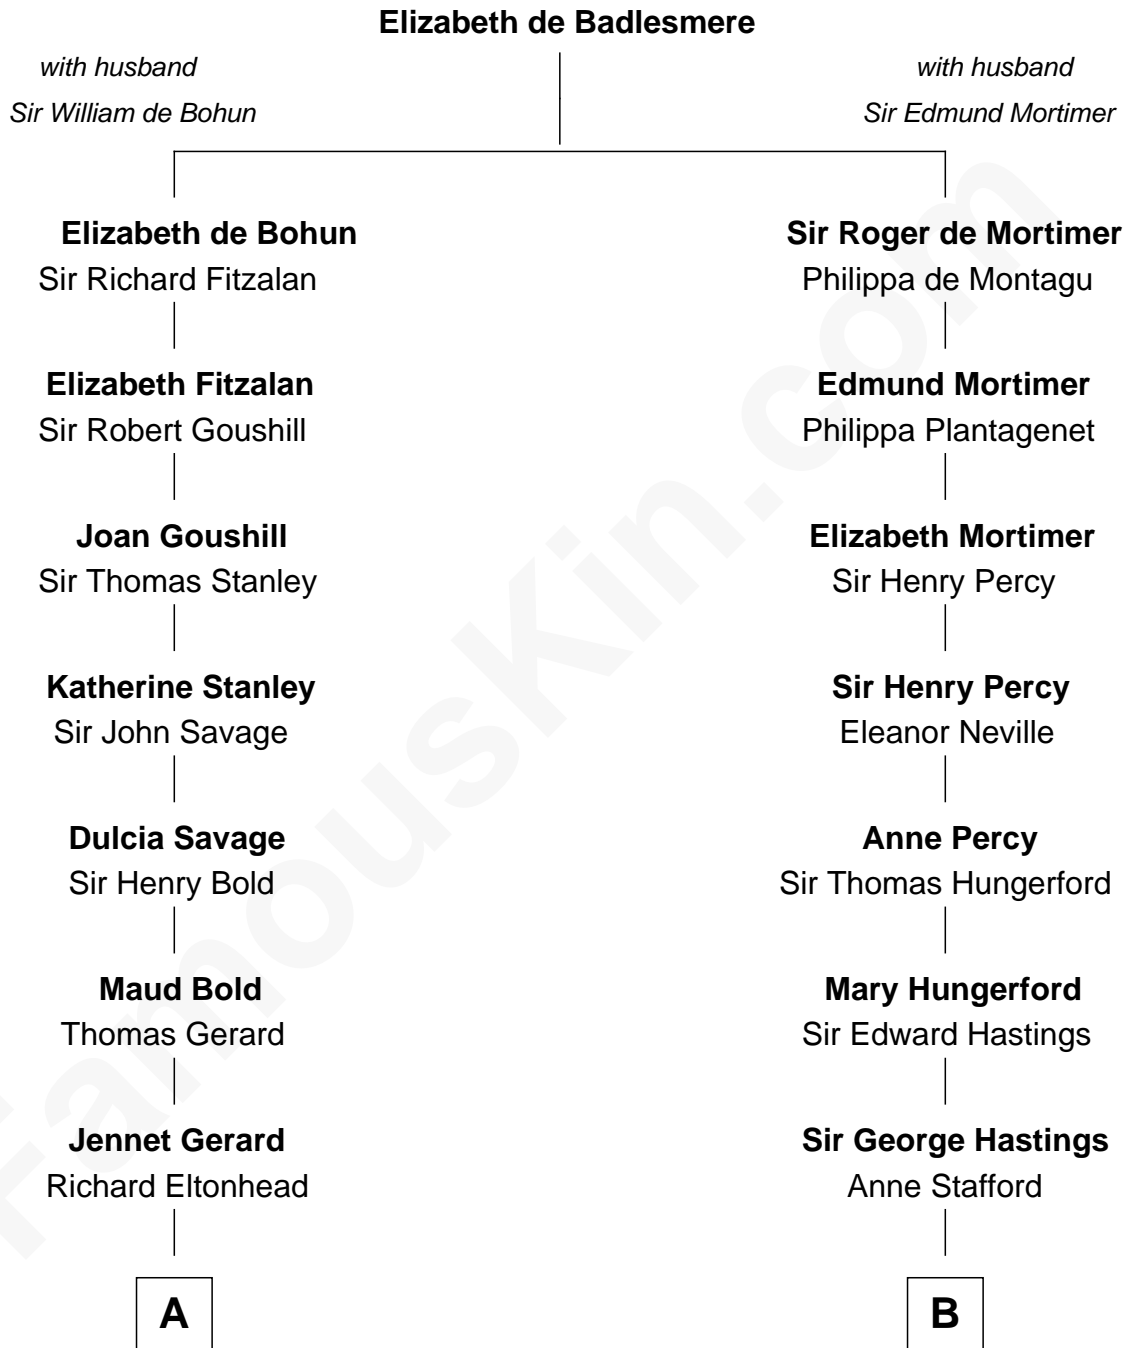 Elizabeth de Badlesmere
with husband
Sir William de Bohun
with husband
Sir Edmund Mortimer
Elizabeth de Bohun
Sir Richard Fitzalan
Sir Roger de Mortimer
Philippa de Montagu
Elizabeth Fitzalan
Sir Robert Goushill
Edmund Mortimer
Philippa Plantagenet
Joan Goushill
Sir Thomas Stanley
Elizabeth Mortimer
Sir Henry Percy
Katherine Stanley
Sir John Savage
Sir Henry Percy
Eleanor Neville
Dulcia Savage
Sir Henry Bold
Anne Percy
Sir Thomas Hungerford
Maud Bold
Thomas Gerard
Mary Hungerford
Sir Edward Hastings
Jennet Gerard
Richard Eltonhead
Sir George Hastings
Anne Stafford
A
B
FamousKin.com